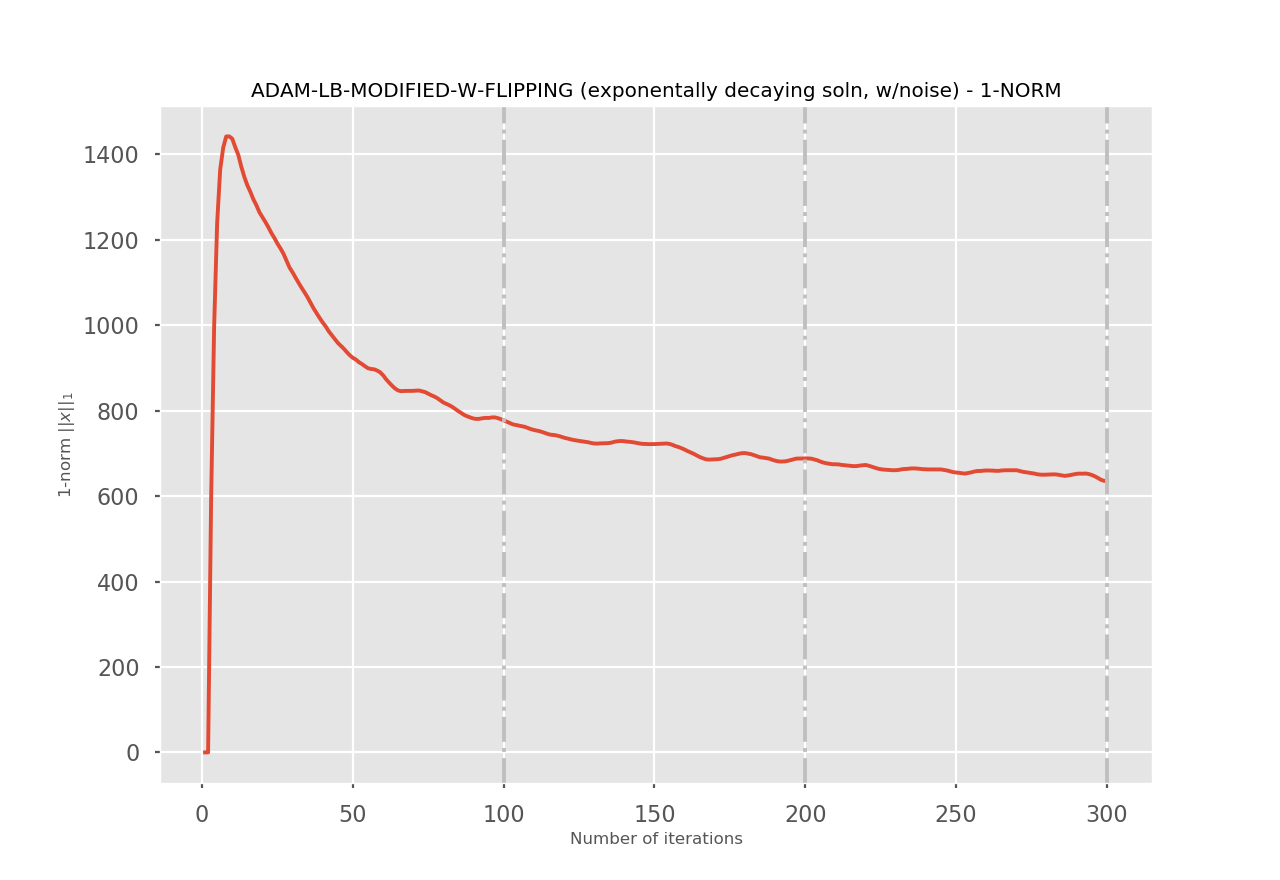 ADAM-LB-MODIFIED-W-FLIPPING (exponentially decaying soln, w/noise) - 1-NORM
1400
1200
1000
800
600
400
200
0
1-norm ||x||₁
0 50 100 150 200 250 300
Number of iterations